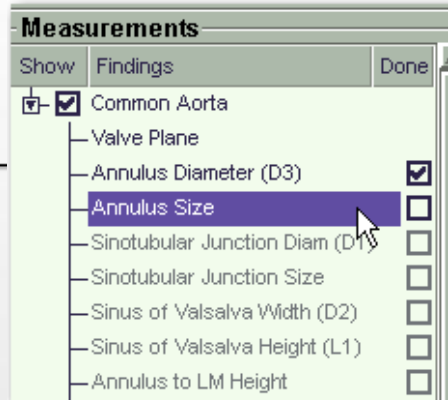 Measurements
Show Findings Done
Common Aorta
Valve Plane
Annulus Diameter (D3)
Annulus Size
Sinotubular Junction Diam (D1)
Sinotubular Junction Size
Sinus of Valsalva Width (D2)
Sinus of Valsalva Height (L1)
Annulus to LM Height